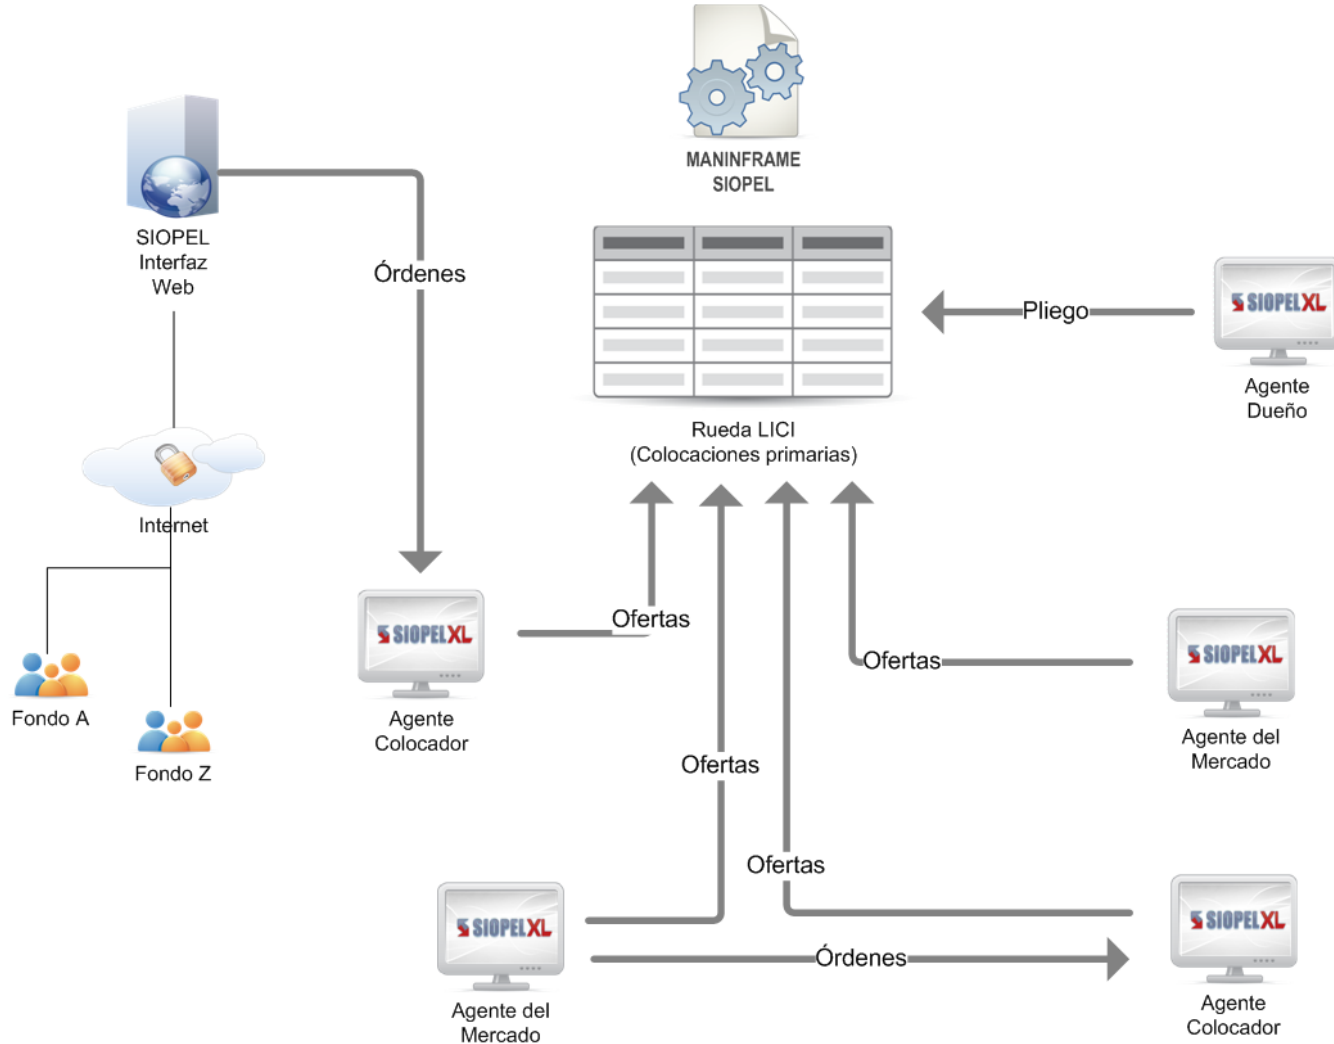 MANINFRAME
SIOPEL
SIOPEL
Interfaz
Web
Órdenes
Pliego
SIOPELXL
Agente
Dueño
Rueda LICI
(Colocaciones primarias)
Internet
Fondo A
Fondo Z
SIOPELXL
Agente
Colocador
Ofertas
Ofertas
SIOPELXL
Agente del
Mercado
Ofertas
Ofertas
SIOPELXL
Agente del
Mercado
Órdenes
SIOPELXL
Agente
Colocador